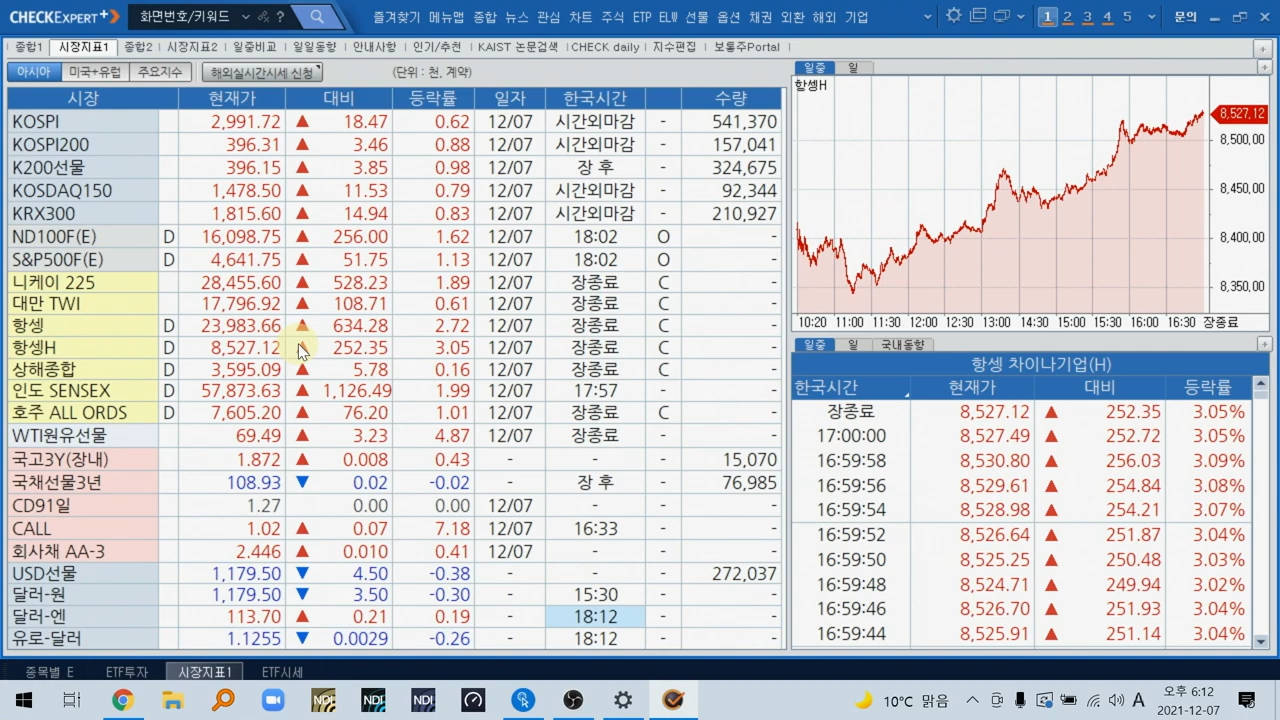 CHECK EXPERT+ 화면번호/키워드 ? 즐겨찾기 메뉴맵 종합 뉴스 관심 차트 주식 ETP ELW 선물 옵션 채권 외환 해외 기업 1 2 3 4 5 문의
종합1 시장지표1 종합2 시장지표2 일중비교 일일동향 안내사항 인기/추천 KAIST 논문검색 CHECK daily 지수편집 보통주Portal
아시아 미국+유럽 주요지수 해외실시간시세 신청 (단위 : 천, 계약)
시장 현재가 대비 등락률 일자 한국시간 수량
KOSPI 2,991.72 ▲ 18.47 0.62 12/07 시간외마감 - 541,370
KOSPI200 396.31 ▲ 3.46 0.88 12/07 시간외마감 - 157,041
K200선물 396.15 ▲ 3.85 0.98 12/07 장 후 - 324,675
KOSDAQ150 1,478.50 ▲ 11.53 0.79 12/07 시간외마감 - 92,344
KRX300 1,815.60 ▲ 14.94 0.83 12/07 시간외마감 - 210,927
ND100F(E) D 16,098.75 ▲ 256.00 1.62 12/07 18:02 O -
S&P500F(E) D 4,641.75 ▲ 51.75 1.13 12/07 18:02 O -
니케이 225 28,455.60 ▲ 528.23 1.89 12/07 장종료 C -
대만 TWI 17,796.92 ▲ 108.71 0.61 12/07 장종료 C -
항셍 D 23,983.66 ▲ 634.28 2.72 12/07 장종료 C -
항셍H D 8,527.12 ▲ 252.35 3.05 12/07 장종료 C -
상해종합 D 3,595.09 ▲ 5.78 0.16 12/07 장종료 C -
인도 SENSEX D 57,873.63 ▲ 1,126.49 1.99 12/07 17:57 - -
호주 ALL ORDS D 7,605.20 ▲ 76.20 1.01 12/07 장종료 C -
WTI원유선물 69.49 ▲ 3.23 4.87 12/07 장종료 - -
국고3Y(장내) 1.872 ▲ 0.008 0.43 - - - 15,070
국채선물3년 108.93 ▼ 0.02 -0.02 - 장 후 - 76,985
CD91일 1.27 0.00 0.00 12/07 - - -
CALL 1.02 ▲ 0.07 7.18 12/07 16:33 - -
회사채 AA-3 2.446 ▲ 0.010 0.41 12/07 - - -
USD선물 1,179.50 ▼ 4.50 -0.38 - - - 272,037
달러-원 1,179.50 ▼ 3.50 -0.30 - 15:30 - -
달러-엔 113.70 ▲ 0.21 0.19 - 18:12 - -
유로-달러 1.1255 ▼ 0.0029 -0.26 - 18:12 - -
일중 일
항셍H
8,527.12
8,500.00
8,450.00
8,400.00
8,350.00
10:20 11:00 11:30 12:00 12:30 13:00 14:30 15:00 15:30 16:00 16:30 장종료
일중 일 국내동향
항셍 차이나기업(H)
한국시간 현재가 대비 등락률
장종료 8,527.12 ▲ 252.35 3.05%
17:00:00 8,527.49 ▲ 252.72 3.05%
16:59:58 8,530.80 ▲ 256.03 3.09%
16:59:56 8,529.61 ▲ 254.84 3.08%
16:59:54 8,528.98 ▲ 254.21 3.07%
16:59:52 8,526.64 ▲ 251.87 3.04%
16:59:50 8,525.25 ▲ 250.48 3.03%
16:59:48 8,524.71 ▲ 249.94 3.02%
16:59:46 8,526.70 ▲ 251.93 3.04%
16:59:44 8,525.91 ▲ 251.14 3.04%
종목별 E ETF투자 시장지표1 ETF시세
NDI NDI NDI 10℃ 맑음 A 오후 6:12
2021-12-07